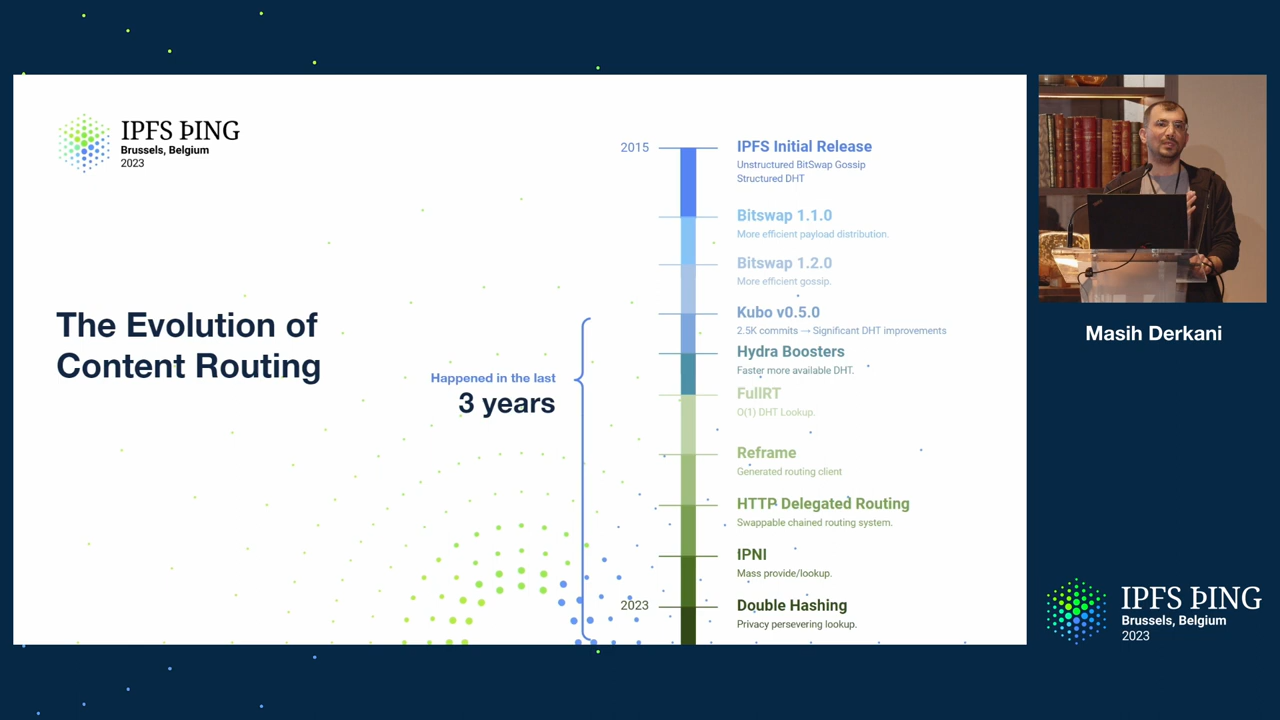 IPFS ÞING
Brussels, Belgium
2023
The Evolution of
Content Routing
Happened in the last
3 years
2015
IPFS Initial Release
Unstructured BitSwap Gossip
Structured DHT
Bitswap 1.1.0
More efficient payload distribution.
Bitswap 1.2.0
More efficient gossip.
Kubo v0.5.0
2.5K commits → Significant DHT improvements
Hydra Boosters
Faster more available DHT.
FullRT
O(1) DHT Lookup.
Reframe
Generated routing client
HTTP Delegated Routing
Swappable chained routing system.
IPNI
Mass provide/lookup.
2023
Double Hashing
Privacy persevering lookup.
Masih Derkani
IPFS ÞING
Brussels, Belgium
2023